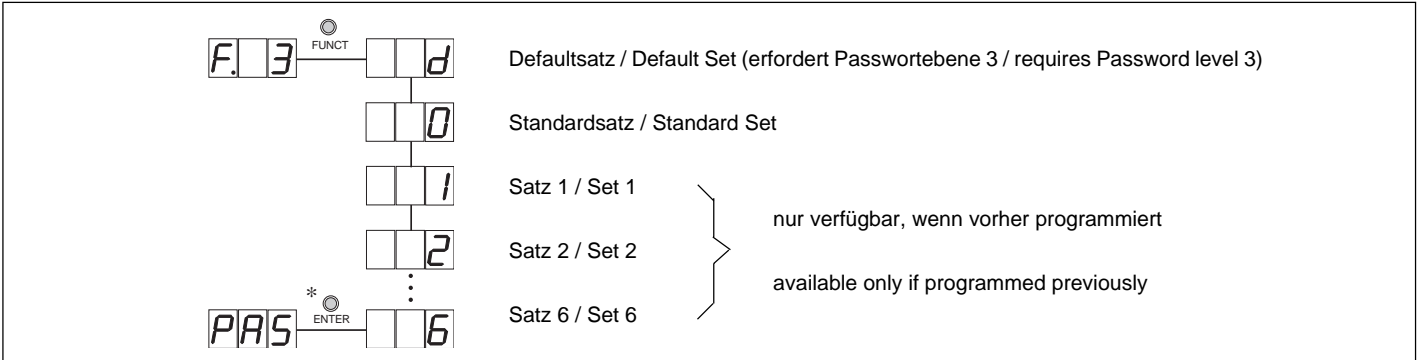 FUNCT
F. 3 d Defaultsatz / Default Set (erfordert Passwortebene 3 / requires Password level 3)
0 Standardsatz / Standard Set
1 Satz 1 / Set 1
nur verfügbar, wenn vorher programmiert
2 Satz 2 / Set 2
available only if programmed previously
* ENTER
PAS 6 Satz 6 / Set 6